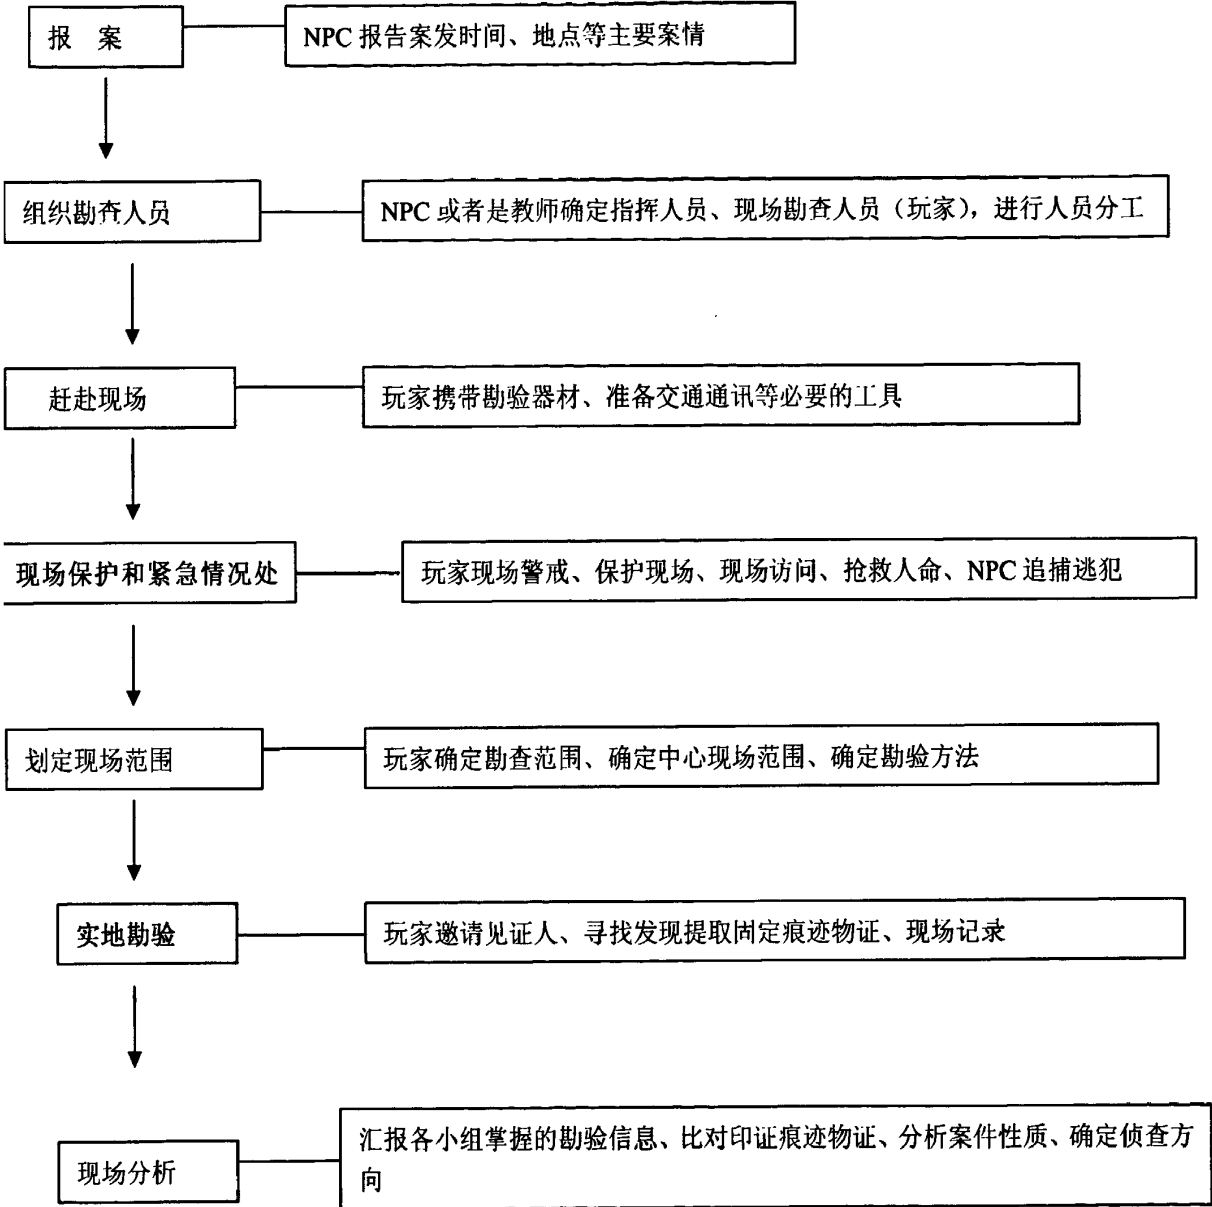 报 案
NPC 报告案发时间、地点等主要案情
组织勘查人员
NPC 或者是教师确定指挥人员、现场勘查人员（玩家），进行人员分工
赶赴现场
玩家携带勘验器材、准备交通通讯等必要的工具
现场保护和紧急情况处
玩家现场警戒、保护现场、现场访问、抢救人命、NPC 追捕逃犯
划定现场范围
玩家确定勘查范围、确定中心现场范围、确定勘验方法
实地勘验
玩家邀请见证人、寻找发现提取固定痕迹物证、现场记录
现场分析
汇报各小组掌握的勘验信息、比对印证痕迹物证、分析案件性质、确定侦查方
向